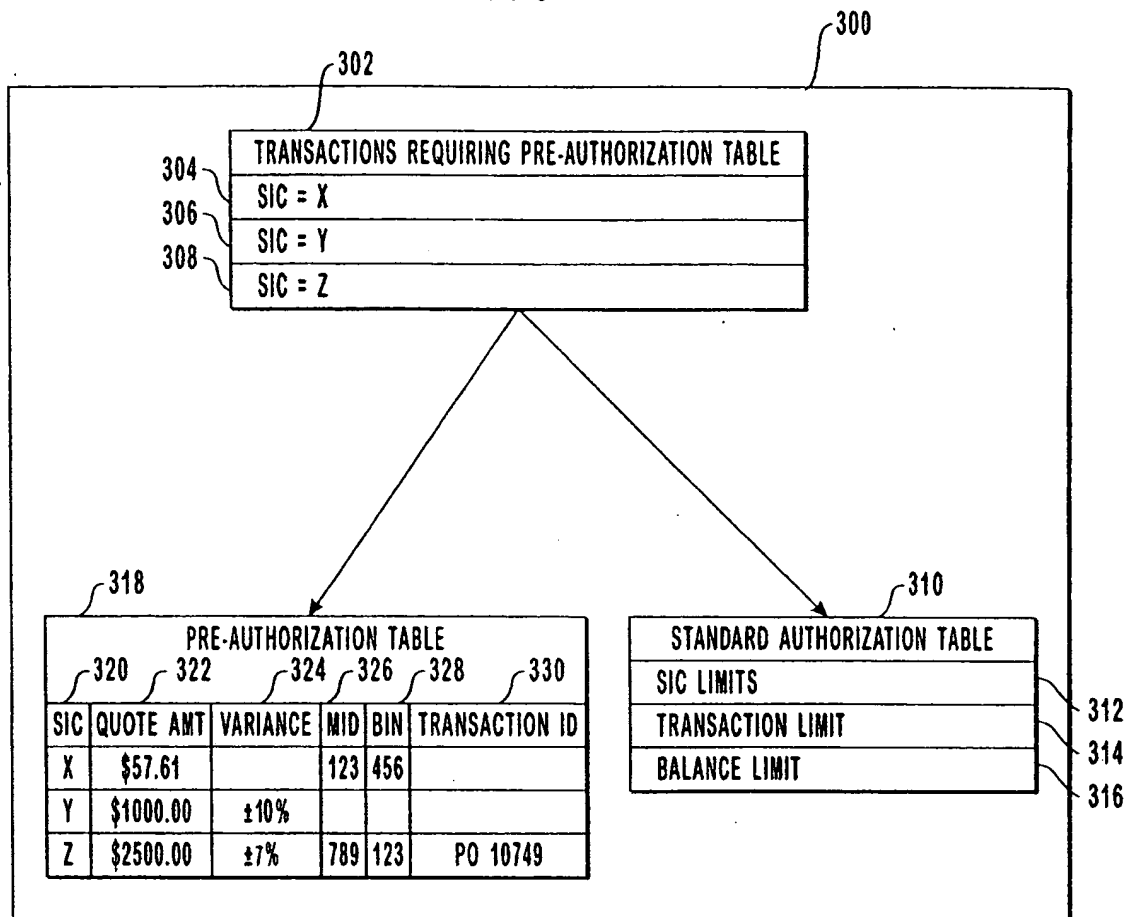 300
302
TRANSACTIONS REQUIRING PRE-AUTHORIZATION TABLE
304
SIC = X
306
SIC = Y
308
SIC = Z
318
PRE-AUTHORIZATION TABLE
320 322 324 326 328 330
SIC QUOTE AMT VARIANCE MID BIN TRANSACTION ID
X $57.61 123 456
Y $1000.00 ±10%
Z $2500.00 ±7% 789 123 PO 10749
310
STANDARD AUTHORIZATION TABLE
SIC LIMITS
312
TRANSACTION LIMIT
314
BALANCE LIMIT
316